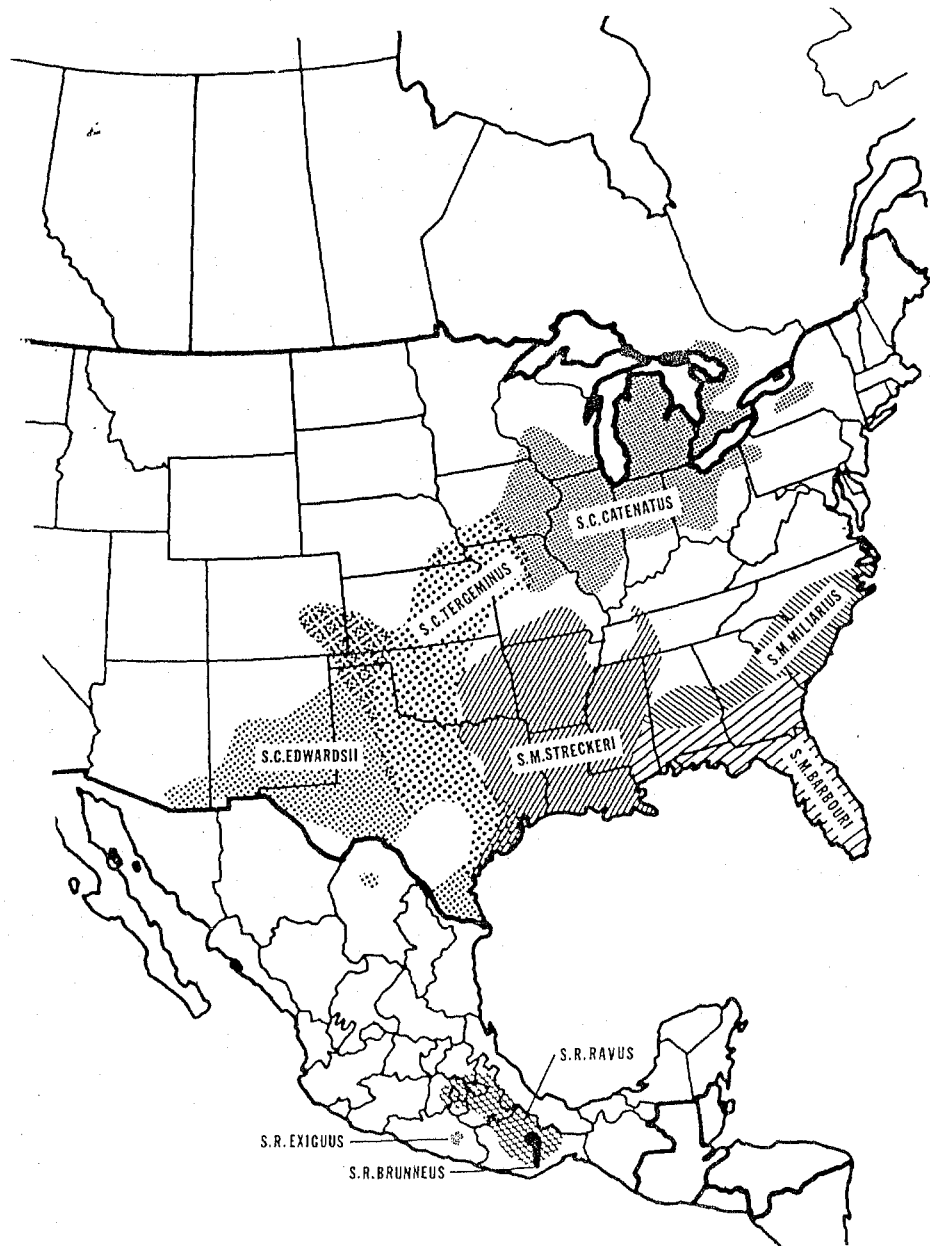 S.C.CATENATUS
S.C.TERGEMINUS
S.M.MILIARIUS
S.C.EDWARDSII
S.M.STRECKERI
S.M.BARBOURI
S.R.RAVUS
S.R.EXIGUUS
S.R.BRUNNEUS